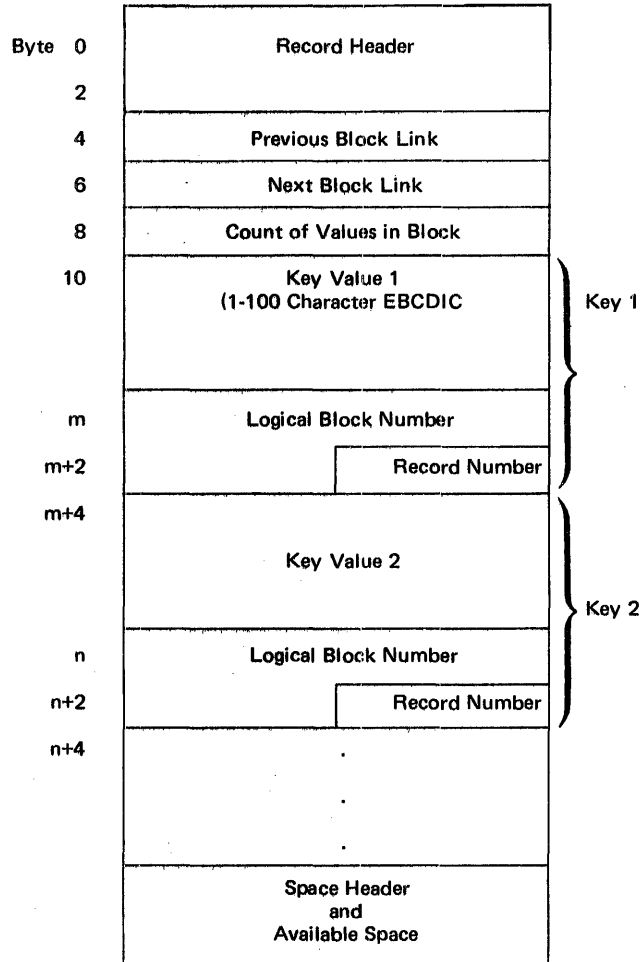 Byte 0 Record Header
2
4 Previous Block Link
6 Next Block Link
8 Count of Values in Block
10 Key Value 1
(1-100 Character EBCDIC
Key 1
m Logical Block Number
m+2 Record Number
m+4
Key Value 2
Key 2
n Logical Block Number
n+2 Record Number
n+4 .
.
.
Space Header
and
Available Space